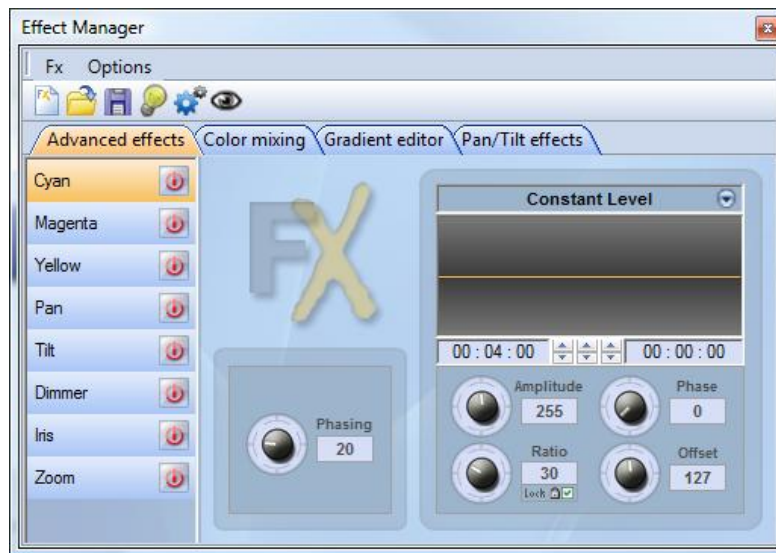 Effect Manager
Fx Options
FX
Advanced effects Color mixing Gradient editor Pan/Tilt effects
Cyan
Magenta
Yellow
Pan
Tilt
Dimmer
Iris
Zoom
FX
Phasing
20
Constant Level
00 : 04 : 00 00 : 00 : 00
Amplitude Phase
255 0
Ratio Offset
30 127
Lock